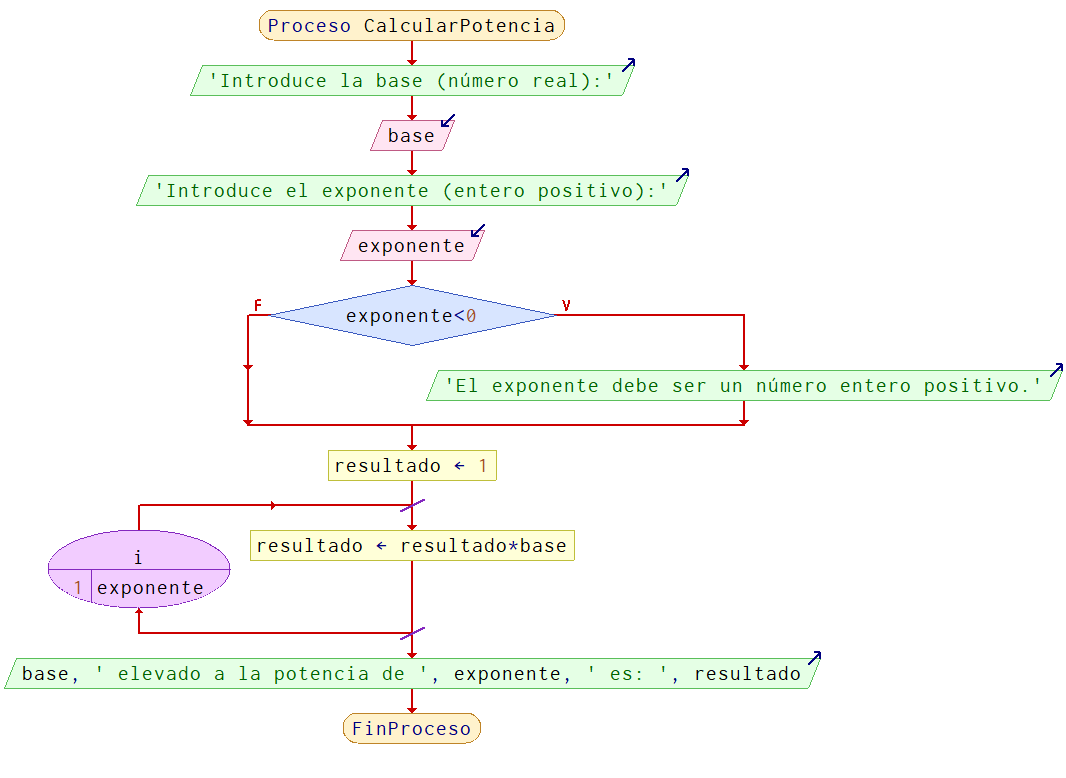 Proceso CalcularPotencia
'Introduce la base (número real):'
base
'Introduce el exponente (entero positivo):'
exponente
F
V
exponente<0
'El exponente debe ser un número entero positivo.'
resultado ← 1
resultado ← resultado*base
i
1 exponente
base, ' elevado a la potencia de ', exponente, ' es: ', resultado
FinProceso